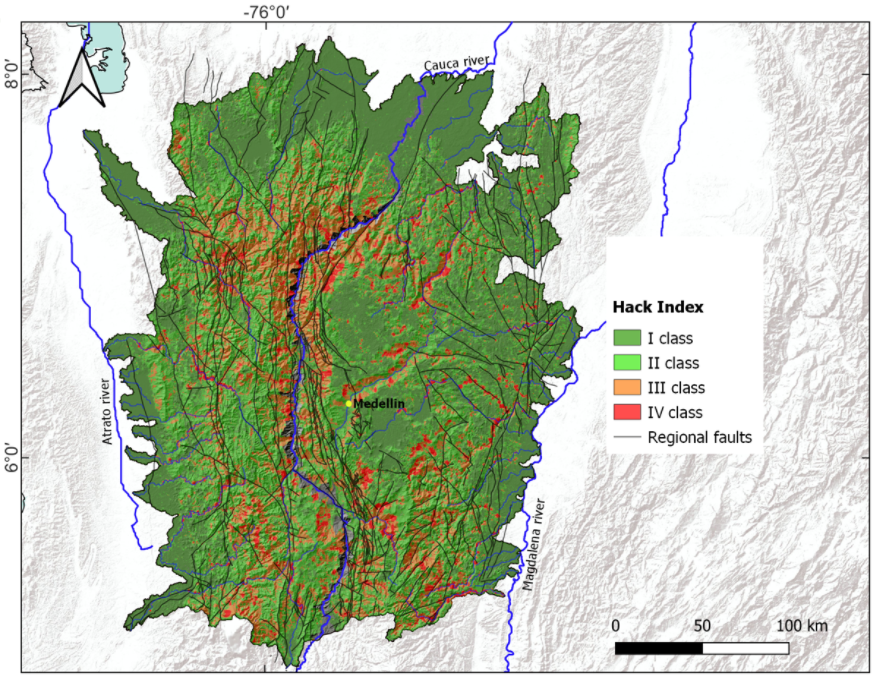 -76°0'
8°0'
Cauca river
Hack Index
I class
II class
III class
IV class
Regional faults
Medellin
Atrato river
6°0'
Magdalena river
0 50 100 km